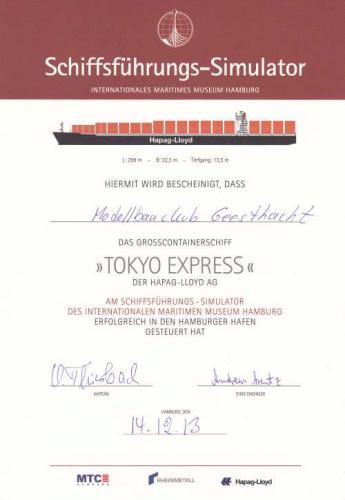 Schiffsführungs-Simulator
INTERNATIONALES MARITIMES MUSEUM HAMBURG
Hapag-Lloyd
L: 299 m - B: 32,3 m - Tiefgang: 13,5 m
HIERMIT WIRD BESCHEINIGT, DASS
Modellbauclub Geesthacht
DAS GROSSCONTAINERSCHIFF
»TOKYO EXPRESS«
DER HAPAG-LLOYD AG
AM SCHIFFSFÜHRUNGS-SIMULATOR
DES INTERNATIONALEN MARITIMEN MUSEUM HAMBURG
ERFOLGREICH IN DEN HAMBURGER HAFEN
GESTEUERT HAT
KAPITÄN
CHIEF ENGINEER
HAMBURG, DEN
14.12.13
MTC
HAMBURG
RHEINMETALL
Hapag-Lloyd